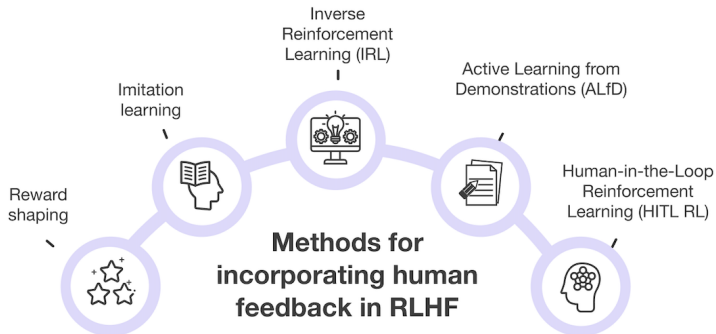 Inverse
Reinforcement
Learning (IRL)
Imitation
learning
Active Learning from
Demonstrations (ALfD)
Reward
shaping
Human-in-the-Loop
Reinforcement
Learning (HITL RL)
Methods for
incorporating human
feedback in RLHF